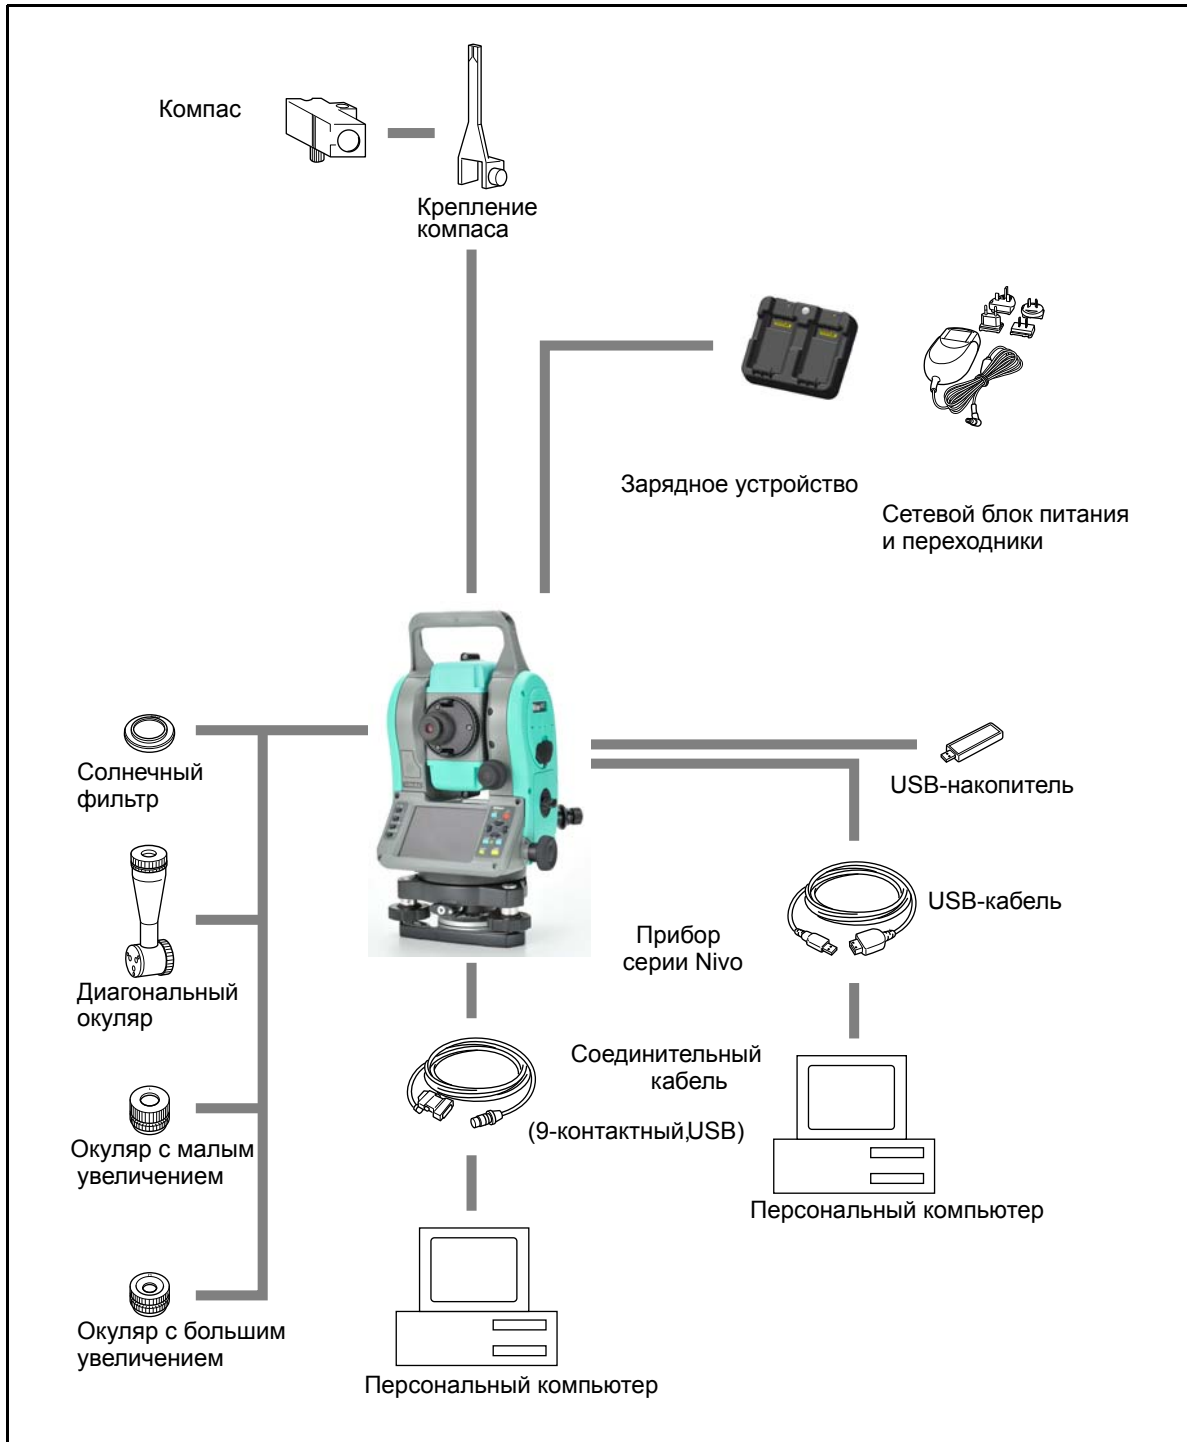 Компас
Крепление
компаса
Зарядное устройство
Сетевой блок питания
и переходники
Солнечный
фильтр
USB-накопитель
USB-кабель
Прибор
серии Nivo
Диагональный
окуляр
Соединительный
кабель
(9-контактный,USB)
Окуляр с малым
увеличением
Персональный компьютер
Окуляр с большим
увеличением
Персональный компьютер